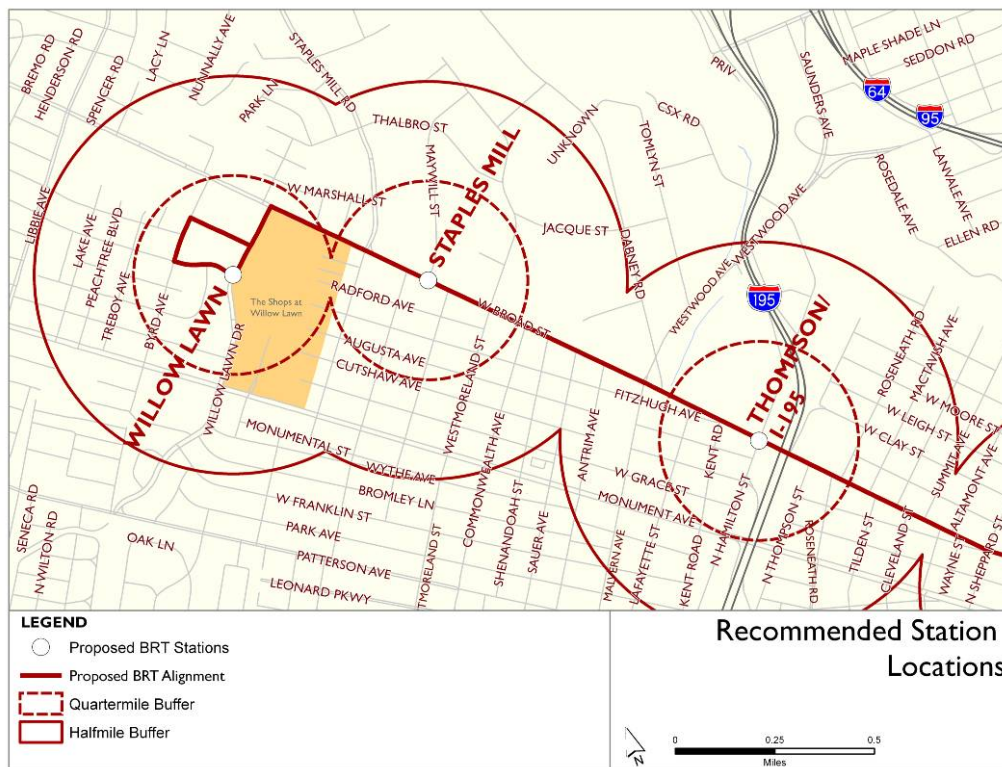 BREMO RD
HENDERSON RD
SPENCER RD
LACY LN
NUNNALLY AVE
PARK LN
STAPLES MILL RD
THALBRO ST
MAYWILL ST
STAPLES MILL
UNKNOWN
CSX RD
TOMLYN ST
PRIV
SAUNDERS AVE
MAPLE SHADE LN
SEDDON RD
64
95
LANVALE AVE
ROSEDALE AVE
ELLEN RD
LIBBIE AVE
LAKE AVE
PEACHTREE BLVD
TREBOY AVE
BYRD AVE
W MARSHALL ST
JACQUE ST
DABNEY RD
WESTWOOD AVE
WESTWOOD AVE
195
The Shops at
Willow Lawn
RADFORD AVE
W BROAD ST
AUGUSTA AVE
CUTSHAW AVE
WILLOW LAWN
WILLOW LAWN DR
WESTMORELAND ST
FITZHUGH AVE
THOMPSON/
I-195
ROSENEATH RD
MACTAVISH AVE
W MOORE ST
W LEIGH ST
W CLAY ST
SUMMIT AVE
ALTAMONT AVE
MONUMENTAL ST
WYTHE AVE
COMMONWEALTH AVE
ANTRIM AVE
KENT RD
W GRACE ST
MONUMENT AVE
BROMLEY LN
W FRANKLIN ST
PARK AVE
PATTERSON AVE
LEONARD PKWY
SENECA RD
N WILTON RD
OAK LN
TMORELAND ST
SHENANDOAH ST
SAUER AVE
MALVERN AVE
LAFAYETTE ST
KENT ROAD
N HAMILTON ST
N THOMPSON ST
ROSENEATH RD
TILDEN ST
CLEVELAND ST
WAYNE ST
N SHEPPARD ST
LEGEND
Proposed BRT Stations
Proposed BRT Alignment
Quartermile Buffer
Halfmile Buffer
Recommended Station
Locations
N
0 0.25 0.5
Miles